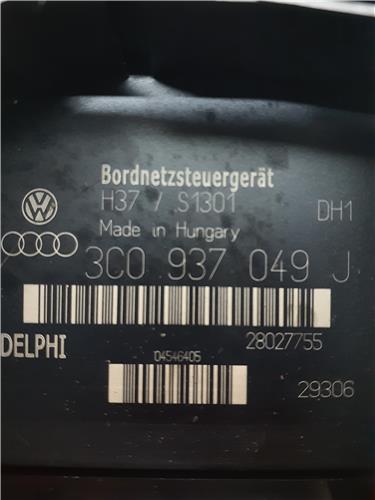 Bordnetzsteuergerät
H37 / S1301 DH1
Made in Hungary
3C0 937 049 J
DELPHI 28027755
04546405
29306